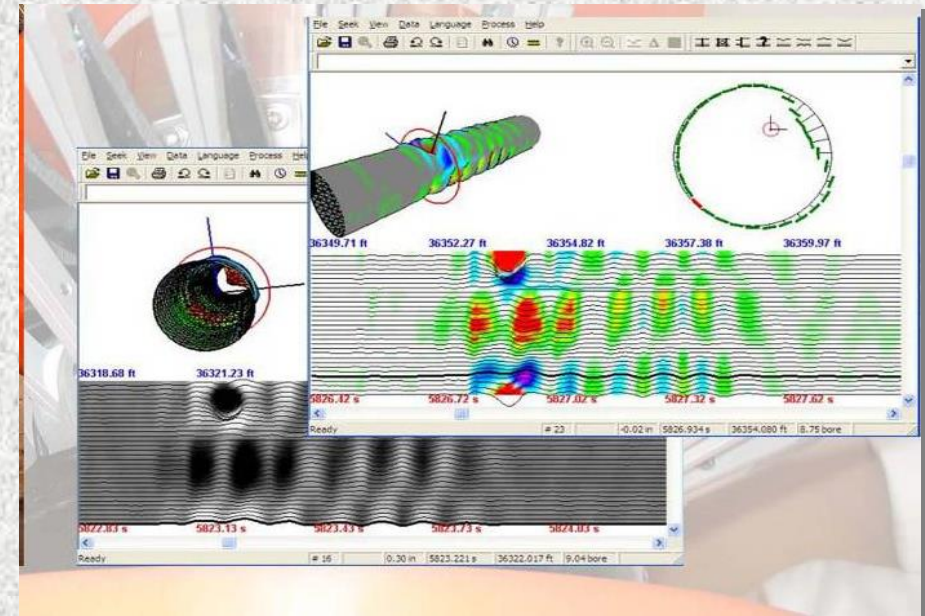 File Seek View Data Language Process Help
36349.71 ft 36352.27 ft 36354.82 ft 36357.38 ft 36359.97 ft
5826.42 s 5826.72 s 5827.02 s 5827.32 s 5827.62 s
Ready # 23 -0.02 in 5826.934 s 36354.080 ft 8.75 bore
File Seek View Data Language Process
36318.68 ft 36321.23 ft
5822.83 s 5823.13 s 5823.43 s 5823.73 s 5824.03 s
Ready # 16 0.30 in 5823.221 s 36322.017 ft 9.04 bore